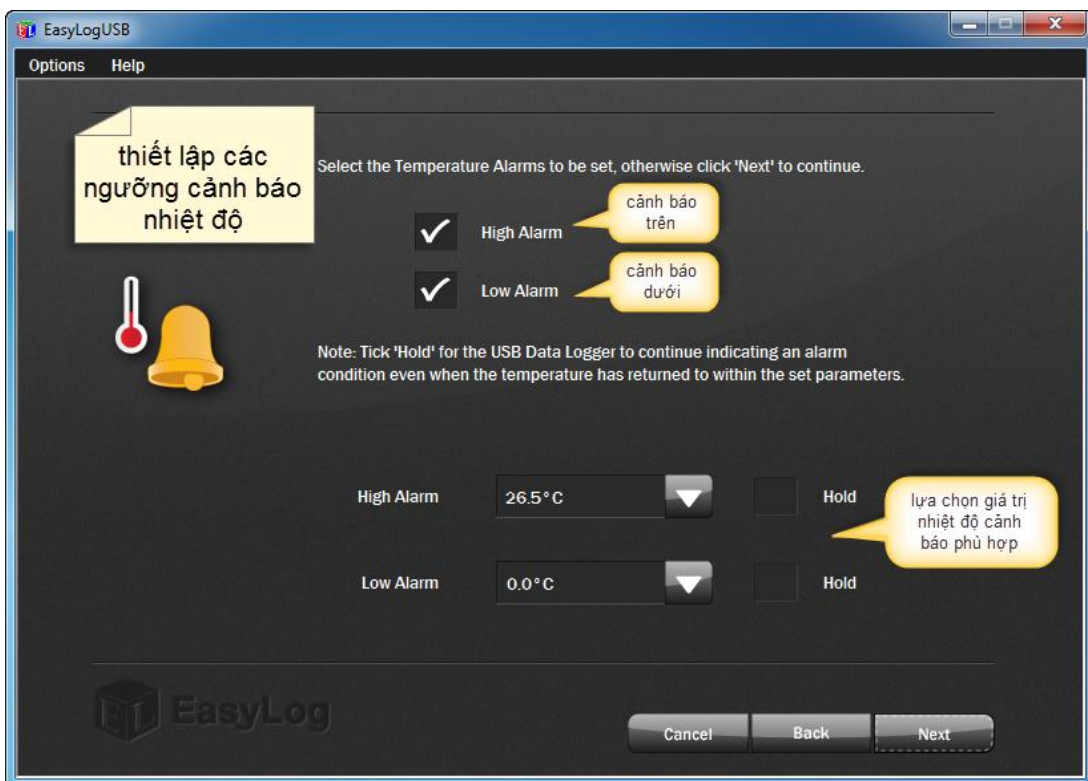 EasyLogUSB
Options Help
thiết lập các
ngưỡng cảnh báo
nhiệt độ
Select the Temperature Alarms to be set, otherwise click 'Next' to continue.
High Alarm
cảnh báo
trên
Low Alarm
cảnh báo
dưới
Note: Tick 'Hold' for the USB Data Logger to continue indicating an alarm
condition even when the temperature has returned to within the set parameters.
High Alarm 26.5°C Hold
lựa chọn giá trị
nhiệt độ cảnh
báo phù hợp
Low Alarm 0.0°C Hold
EL EasyLog
Cancel Back Next